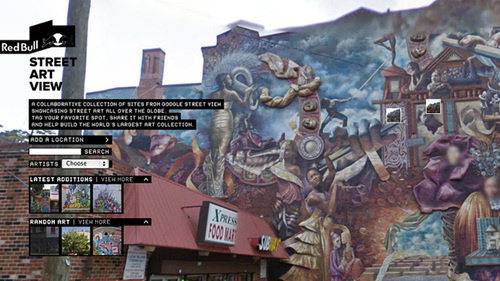 Red Bull
STREET
ART
VIEW
A COLLABORATIVE COLLECTION OF SITES FROM GOOGLE STREET VIEW
SHOWCASING STREET ART ALL OVER THE GLOBE.
TAG YOUR FAVORITE SPOT, SHARE IT WITH FRIENDS
AND HELP BUILD THE WORLD'S LARGEST ART COLLECTION.
ADD A LOCATION >
SEARCH
ARTISTS Choose
LATEST ADDITIONS | VIEW MORE
RANDOM ART | VIEW MORE
XPRESS
FOOD MART
SUBWAY